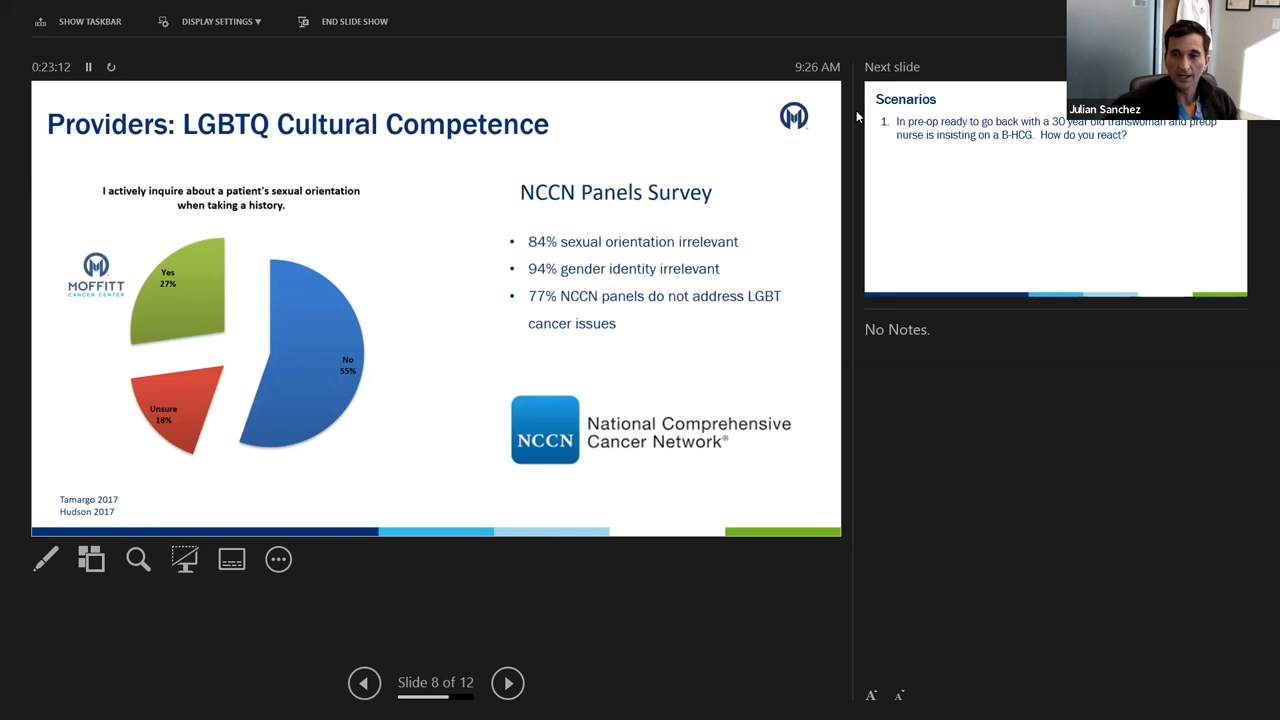 SHOW TASKBAR
DISPLAY SETTINGS ▼
END SLIDE SHOW
0:23:12
9:26 AM
Next slide
Julian Sanchez
Providers: LGBTQ Cultural Competence
I actively inquire about a patient's sexual orientation
when taking a history.
Yes
27%
MOFFITT
CANCER CENTER
No
55%
Unsure
18%
Tamargo 2017
Hudson 2017
NCCN Panels Survey
• 84% sexual orientation irrelevant
• 94% gender identity irrelevant
• 77% NCCN panels do not address LGBT
cancer issues
NCCN
National Comprehensive
Cancer Network®
Scenarios
1. In pre-op ready to go back with a 30 year old transwoman and preop
nurse is insisting on a B-HCG. How do you react?
No Notes.
Slide 8 of 12
A
A